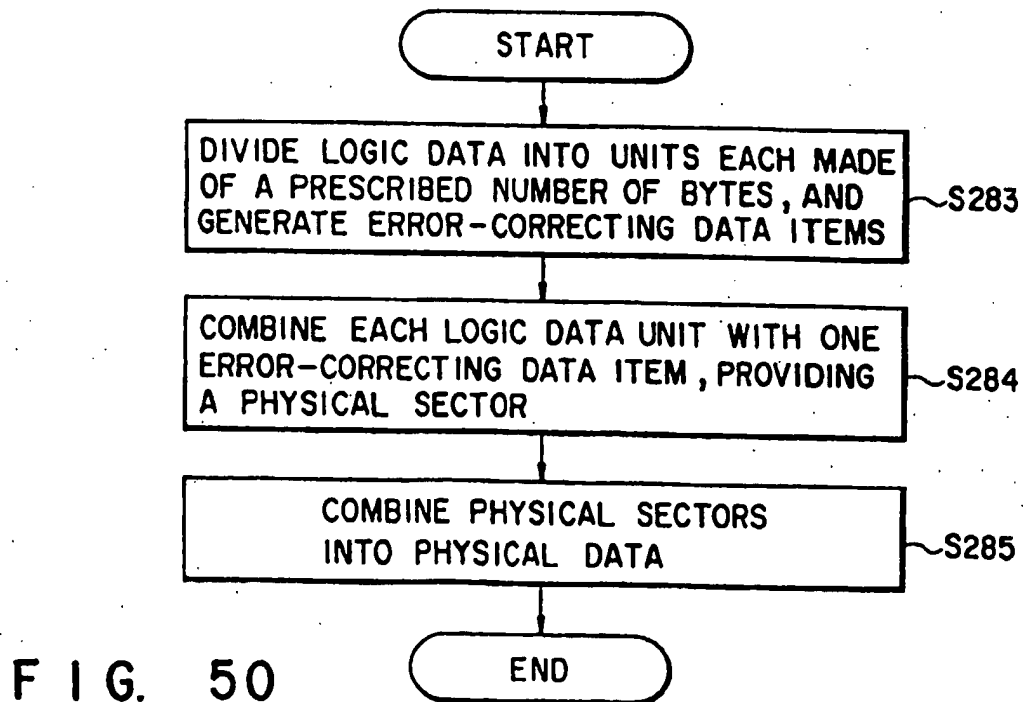 START
DIVIDE LOGIC DATA INTO UNITS EACH MADE
OF A PRESCRIBED NUMBER OF BYTES, AND
GENERATE ERROR-CORRECTING DATA ITEMS
S283
COMBINE EACH LOGIC DATA UNIT WITH ONE
ERROR-CORRECTING DATA ITEM, PROVIDING
A PHYSICAL SECTOR
S284
COMBINE PHYSICAL SECTORS
INTO PHYSICAL DATA
S285
END
FIG. 50